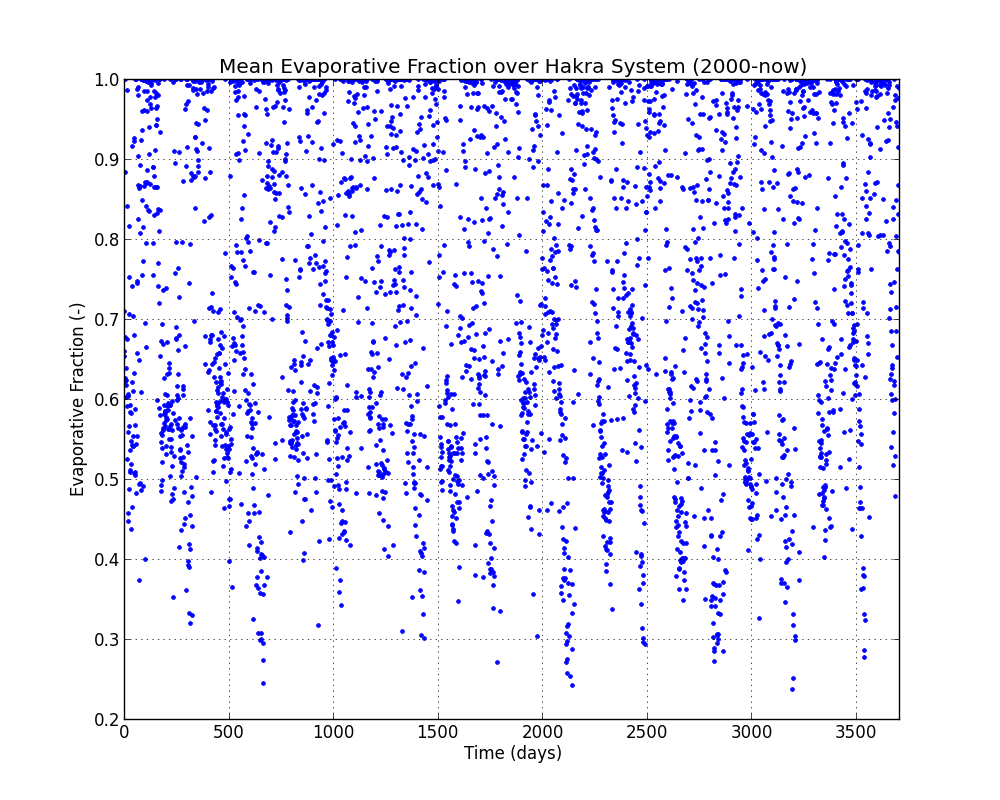 Mean Evaporative Fraction over Hakra System (2000-now)
1.0
0.9
0.8
0.7
0.6
0.5
0.4
0.3
0.2
Evaporative Fraction (-)
0 500 1000 1500 2000 2500 3000 3500
Time (days)